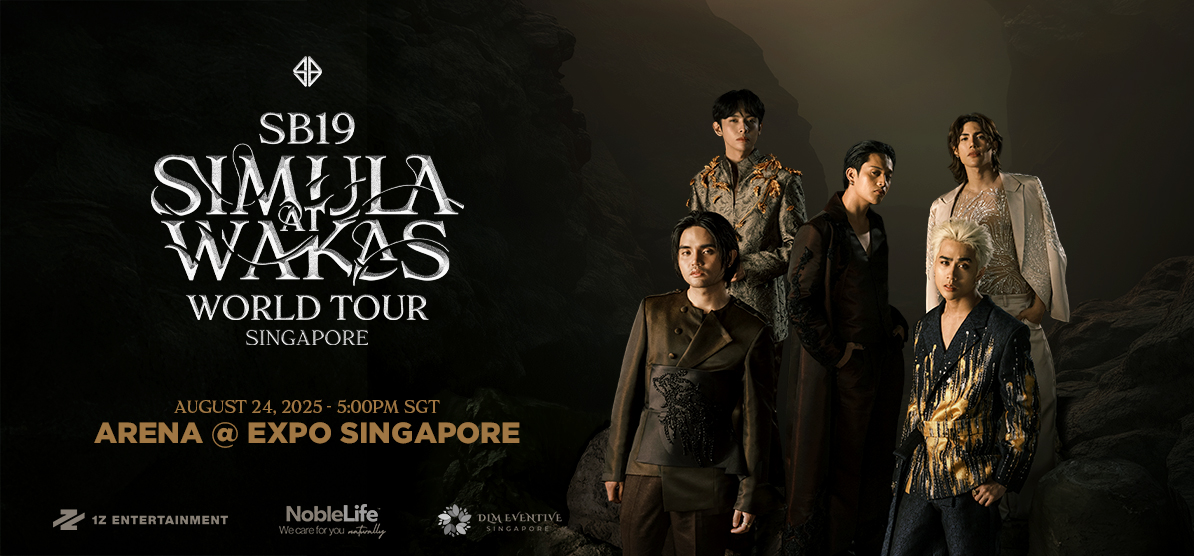 SB19
SIMULA
AT
WAKAS
WORLD TOUR
SINGAPORE
AUGUST 24, 2025 - 5:00PM SGT
ARENA @ EXPO SINGAPORE
1Z ENTERTAINMENT
NobleLife
We care for you naturally
DLM EVENTIVE
SINGAPORE